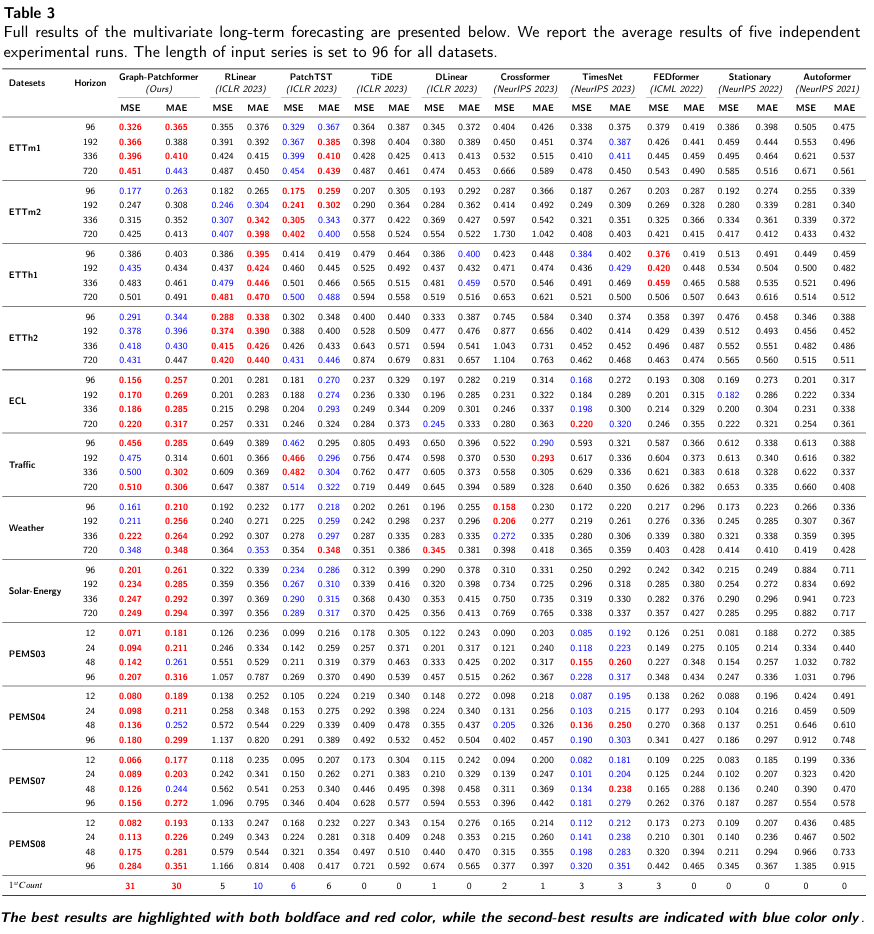 Table 3
Full results of the multivariate long-term forecasting are presented below. We report the average results of five independent
experimental runs. The length of input series is set to 96 for all datasets.
Datesets Horizon Graph-Patchformer RLinear PatchTST TiDE DLinear Crossformer TimesNet FEDformer Stationary Autoformer
(Ours) (ICLR 2023) (ICLR 2023) (ICLR 2023) (ICLR 2023) (NeurIPS 2023) (NeurIPS 2023) (ICML 2022) (NeurIPS 2022) (NeurIPS 2021)
MSE MAE MSE MAE MSE MAE MSE MAE MSE MAE MSE MAE MSE MAE MSE MAE MSE MAE MSE MAE
ETTm1
96 0.326 0.365 0.355 0.376 0.329 0.367 0.364 0.387 0.345 0.372 0.404 0.426 0.338 0.375 0.379 0.419 0.386 0.398 0.505 0.475
192 0.366 0.388 0.391 0.392 0.367 0.385 0.398 0.404 0.380 0.389 0.450 0.451 0.374 0.387 0.426 0.441 0.459 0.444 0.553 0.496
336 0.396 0.410 0.424 0.415 0.399 0.410 0.428 0.425 0.413 0.413 0.532 0.515 0.410 0.411 0.445 0.459 0.495 0.464 0.621 0.537
720 0.451 0.443 0.487 0.450 0.454 0.439 0.487 0.461 0.474 0.453 0.666 0.589 0.478 0.450 0.543 0.490 0.585 0.516 0.671 0.561
ETTm2
96 0.177 0.263 0.182 0.265 0.175 0.259 0.207 0.305 0.193 0.292 0.287 0.366 0.187 0.267 0.203 0.287 0.192 0.274 0.255 0.339
192 0.247 0.308 0.246 0.304 0.241 0.302 0.290 0.364 0.284 0.362 0.414 0.492 0.249 0.309 0.269 0.328 0.280 0.339 0.281 0.340
336 0.315 0.352 0.307 0.342 0.305 0.343 0.377 0.422 0.369 0.427 0.597 0.542 0.321 0.351 0.325 0.366 0.334 0.361 0.339 0.372
720 0.425 0.413 0.407 0.398 0.402 0.400 0.558 0.524 0.554 0.522 1.730 1.042 0.408 0.403 0.421 0.415 0.417 0.412 0.433 0.432
ETTh1
96 0.386 0.403 0.386 0.395 0.414 0.419 0.479 0.464 0.386 0.400 0.423 0.448 0.384 0.402 0.376 0.419 0.513 0.491 0.449 0.459
192 0.435 0.434 0.437 0.424 0.460 0.445 0.525 0.492 0.437 0.432 0.471 0.474 0.436 0.429 0.420 0.448 0.534 0.504 0.500 0.482
336 0.483 0.461 0.479 0.446 0.501 0.466 0.565 0.515 0.481 0.459 0.570 0.546 0.491 0.469 0.459 0.465 0.588 0.535 0.521 0.496
720 0.501 0.491 0.481 0.470 0.500 0.488 0.594 0.558 0.519 0.516 0.653 0.621 0.521 0.500 0.506 0.507 0.643 0.616 0.514 0.512
ETTh2
96 0.291 0.344 0.288 0.338 0.302 0.348 0.400 0.440 0.333 0.387 0.745 0.584 0.340 0.374 0.358 0.397 0.476 0.458 0.346 0.388
192 0.378 0.396 0.374 0.390 0.388 0.400 0.528 0.509 0.477 0.476 0.877 0.656 0.402 0.414 0.429 0.439 0.512 0.493 0.456 0.452
336 0.418 0.430 0.415 0.426 0.426 0.433 0.643 0.571 0.594 0.541 1.043 0.731 0.452 0.452 0.496 0.487 0.552 0.551 0.482 0.486
720 0.431 0.447 0.420 0.440 0.431 0.446 0.874 0.679 0.831 0.657 1.104 0.763 0.462 0.468 0.463 0.474 0.565 0.560 0.515 0.511
ECL
96 0.156 0.257 0.201 0.281 0.181 0.270 0.237 0.329 0.197 0.282 0.219 0.314 0.168 0.272 0.193 0.308 0.169 0.273 0.201 0.317
192 0.170 0.269 0.201 0.283 0.188 0.274 0.236 0.330 0.196 0.285 0.231 0.322 0.184 0.289 0.201 0.315 0.182 0.286 0.222 0.334
336 0.186 0.285 0.215 0.298 0.204 0.293 0.249 0.344 0.209 0.301 0.246 0.337 0.198 0.300 0.214 0.329 0.200 0.304 0.231 0.338
720 0.220 0.317 0.257 0.331 0.246 0.324 0.284 0.373 0.245 0.333 0.280 0.363 0.220 0.320 0.246 0.355 0.222 0.321 0.254 0.361
Traffic
96 0.456 0.285 0.649 0.389 0.462 0.295 0.805 0.493 0.650 0.396 0.522 0.290 0.593 0.321 0.587 0.366 0.612 0.338 0.613 0.388
192 0.475 0.314 0.601 0.366 0.466 0.296 0.756 0.474 0.598 0.370 0.530 0.293 0.617 0.336 0.604 0.373 0.613 0.340 0.616 0.382
336 0.500 0.302 0.609 0.369 0.482 0.304 0.762 0.477 0.605 0.373 0.558 0.305 0.629 0.336 0.621 0.383 0.618 0.328 0.622 0.337
720 0.510 0.306 0.647 0.387 0.514 0.322 0.719 0.449 0.645 0.394 0.589 0.328 0.640 0.350 0.626 0.382 0.653 0.355 0.660 0.408
Weather
96 0.161 0.210 0.192 0.232 0.177 0.218 0.202 0.261 0.196 0.255 0.158 0.230 0.172 0.220 0.217 0.296 0.173 0.223 0.266 0.336
192 0.211 0.256 0.240 0.271 0.225 0.259 0.242 0.298 0.237 0.296 0.206 0.277 0.219 0.261 0.276 0.336 0.245 0.285 0.307 0.367
336 0.222 0.264 0.292 0.307 0.278 0.297 0.287 0.335 0.283 0.335 0.272 0.335 0.280 0.306 0.339 0.380 0.321 0.338 0.359 0.395
720 0.348 0.348 0.364 0.353 0.354 0.348 0.351 0.386 0.345 0.381 0.398 0.418 0.365 0.359 0.403 0.428 0.414 0.410 0.419 0.428
Solar-Energy
96 0.201 0.261 0.322 0.339 0.234 0.286 0.312 0.399 0.290 0.378 0.310 0.331 0.250 0.292 0.242 0.342 0.215 0.249 0.884 0.711
192 0.234 0.285 0.359 0.356 0.267 0.310 0.339 0.416 0.320 0.398 0.734 0.725 0.296 0.318 0.285 0.380 0.254 0.272 0.834 0.692
336 0.247 0.292 0.397 0.369 0.290 0.315 0.368 0.430 0.353 0.415 0.750 0.735 0.319 0.330 0.282 0.376 0.290 0.296 0.941 0.723
720 0.249 0.294 0.397 0.356 0.289 0.317 0.370 0.425 0.356 0.413 0.769 0.765 0.338 0.337 0.357 0.427 0.285 0.295 0.882 0.717
PEMS03
12 0.071 0.181 0.126 0.236 0.099 0.216 0.178 0.305 0.122 0.243 0.090 0.203 0.085 0.192 0.126 0.251 0.081 0.188 0.272 0.385
24 0.094 0.211 0.246 0.334 0.142 0.259 0.257 0.371 0.201 0.317 0.121 0.240 0.118 0.223 0.149 0.275 0.105 0.214 0.334 0.440
48 0.142 0.261 0.551 0.529 0.211 0.319 0.379 0.463 0.333 0.425 0.202 0.317 0.155 0.260 0.227 0.348 0.154 0.257 1.032 0.782
96 0.207 0.316 1.057 0.787 0.269 0.370 0.490 0.539 0.457 0.515 0.262 0.367 0.228 0.317 0.348 0.434 0.247 0.336 1.031 0.796
PEMS04
12 0.080 0.189 0.138 0.252 0.105 0.224 0.219 0.340 0.148 0.272 0.098 0.218 0.087 0.195 0.138 0.262 0.088 0.196 0.424 0.491
24 0.098 0.211 0.258 0.348 0.153 0.275 0.292 0.398 0.224 0.340 0.131 0.256 0.103 0.215 0.177 0.293 0.104 0.216 0.459 0.509
48 0.136 0.252 0.572 0.544 0.229 0.339 0.409 0.478 0.355 0.437 0.205 0.326 0.136 0.250 0.270 0.368 0.137 0.251 0.646 0.610
96 0.180 0.299 1.137 0.820 0.291 0.389 0.492 0.532 0.452 0.504 0.402 0.457 0.190 0.303 0.341 0.427 0.186 0.297 0.912 0.748
PEMS07
12 0.066 0.177 0.118 0.235 0.095 0.207 0.173 0.304 0.115 0.242 0.094 0.200 0.082 0.181 0.109 0.225 0.083 0.185 0.199 0.336
24 0.089 0.203 0.242 0.341 0.150 0.262 0.271 0.383 0.210 0.329 0.139 0.247 0.101 0.204 0.125 0.244 0.102 0.207 0.323 0.420
48 0.126 0.244 0.562 0.541 0.253 0.340 0.446 0.495 0.398 0.458 0.311 0.369 0.134 0.238 0.165 0.288 0.136 0.240 0.390 0.470
96 0.156 0.272 1.096 0.795 0.346 0.404 0.628 0.577 0.594 0.553 0.396 0.442 0.181 0.279 0.262 0.376 0.187 0.287 0.554 0.578
PEMS08
12 0.082 0.193 0.133 0.247 0.168 0.232 0.227 0.343 0.154 0.276 0.165 0.214 0.112 0.212 0.173 0.273 0.109 0.207 0.436 0.485
24 0.113 0.226 0.249 0.343 0.224 0.281 0.318 0.409 0.248 0.353 0.215 0.260 0.141 0.238 0.210 0.301 0.140 0.236 0.467 0.502
48 0.175 0.281 0.579 0.544 0.321 0.354 0.497 0.510 0.440 0.470 0.315 0.355 0.198 0.283 0.320 0.394 0.211 0.294 0.966 0.733
96 0.284 0.351 1.166 0.814 0.408 0.417 0.721 0.592 0.674 0.565 0.377 0.397 0.320 0.351 0.442 0.465 0.345 0.367 1.385 0.915
1stCount 31 30 5 10 6 6 0 0 1 0 2 1 3 3 3 0 0 0 0 0
The best results are highlighted with both boldface and red color, while the second-best results are indicated with blue color only.